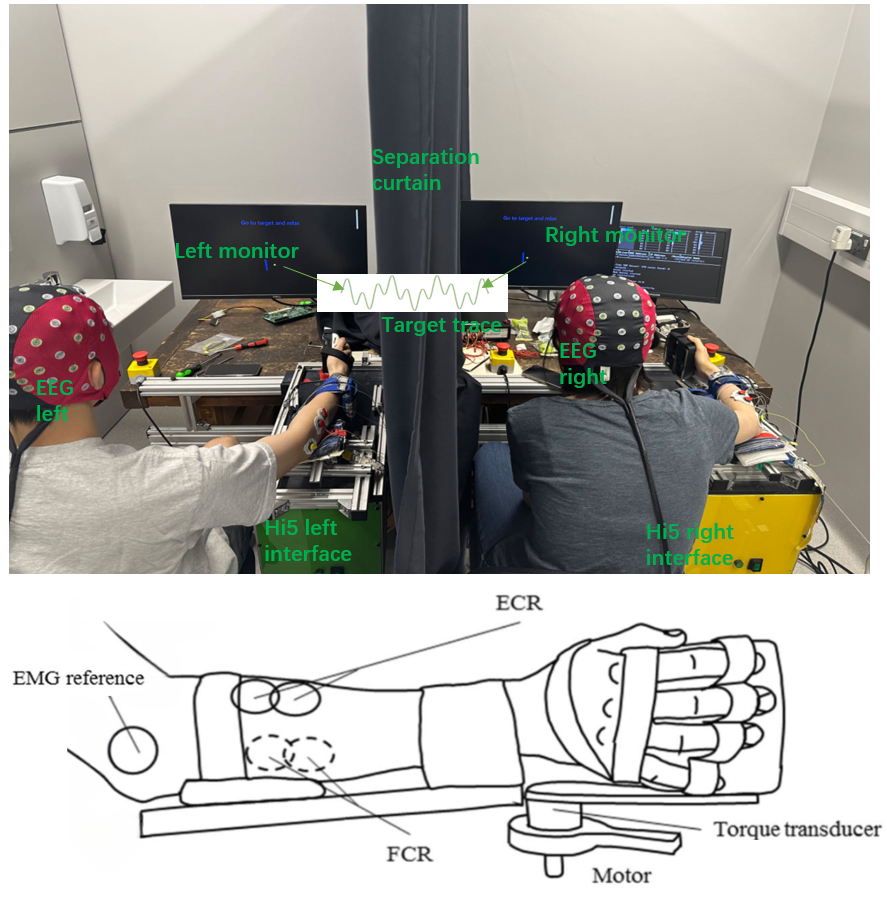 Separation
curtain
Go to target and relax
Go to target and relax
Left monitor
Right monitor
Target trace
EEG
left
EEG
right
Hi5 left
interface
Hi5 right
interface
ECR
EMG reference
FCR
Torque transducer
Motor